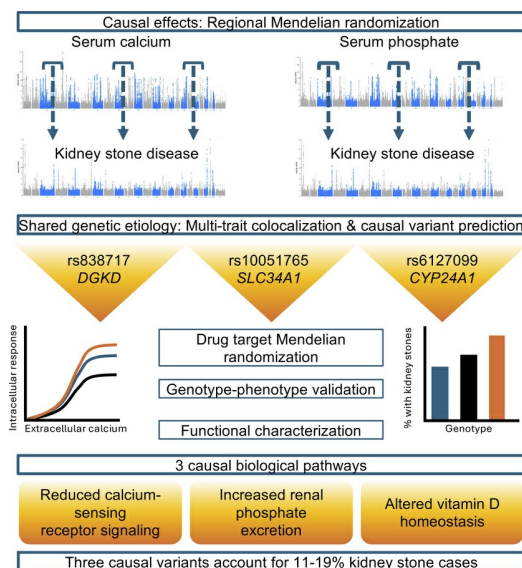 Causal effects: Regional Mendelian randomization
Serum calcium
Serum phosphate
Kidney stone disease
Kidney stone disease
Shared genetic etiology: Multi-trait colocalization & causal variant prediction
rs838717
DGKD
rs10051765
SLC34A1
rs6127099
CYP24A1
Intracellular response
Extracellular calcium
Drug target Mendelian
randomization
Genotype-phenotype validation
Functional characterization
% with kidney stones
Genotype
3 causal biological pathways
Reduced calcium-
sensing
receptor signaling
Increased renal
phosphate
excretion
Altered vitamin D
homeostasis
Three causal variants account for 11-19% kidney stone cases